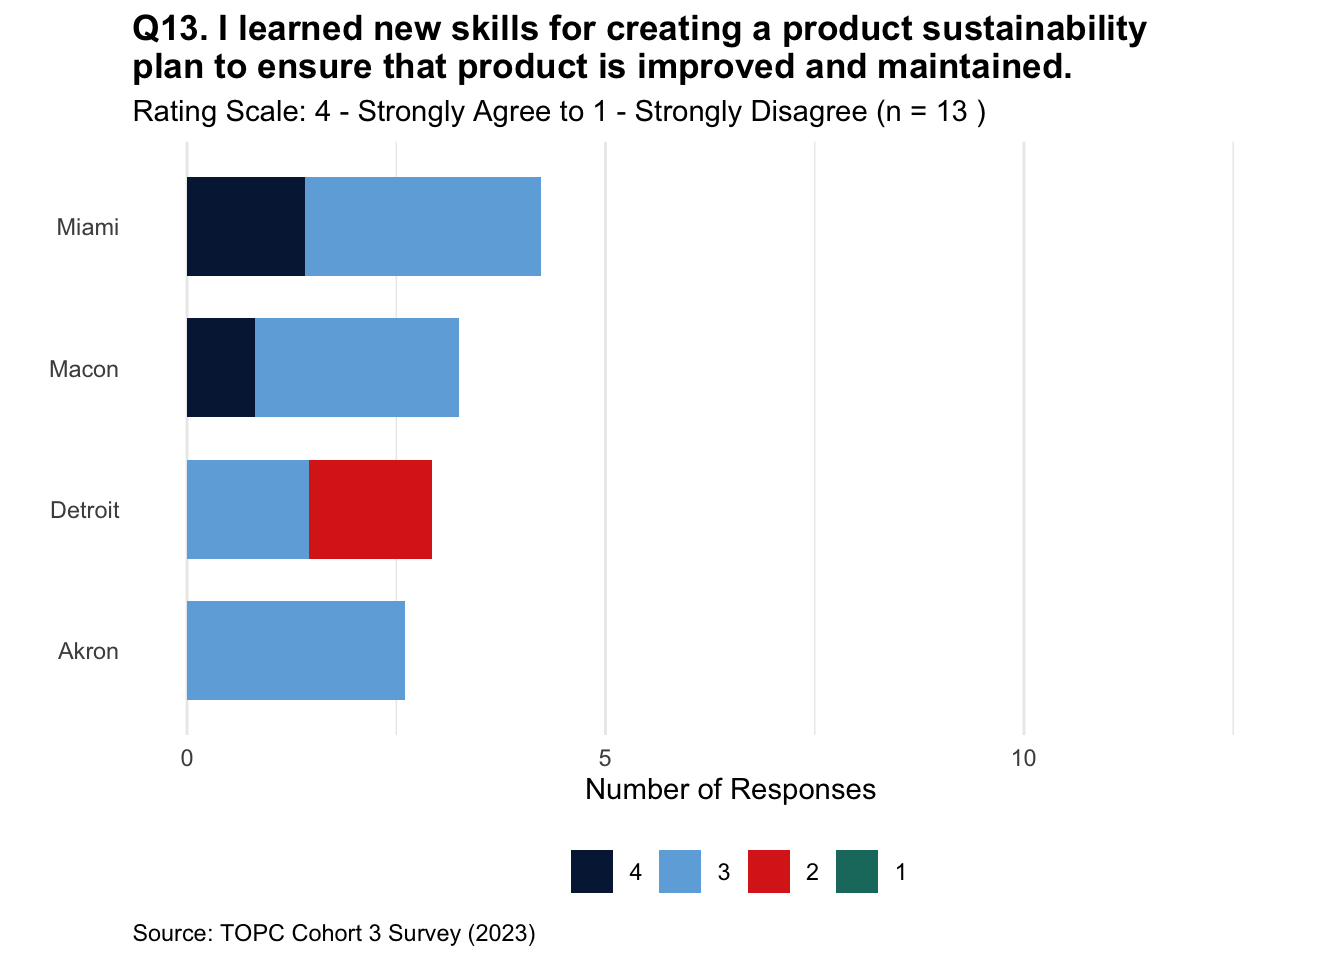 Q13. I learned new skills for creating a product sustainability
plan to ensure that product is improved and maintained.
Rating Scale: 4 - Strongly Agree to 1 - Strongly Disagree (n = 13 )
Miami
Macon
Detroit
Akron
0 5 10
Number of Responses
4 3 2 1
Source: TOPC Cohort 3 Survey (2023)